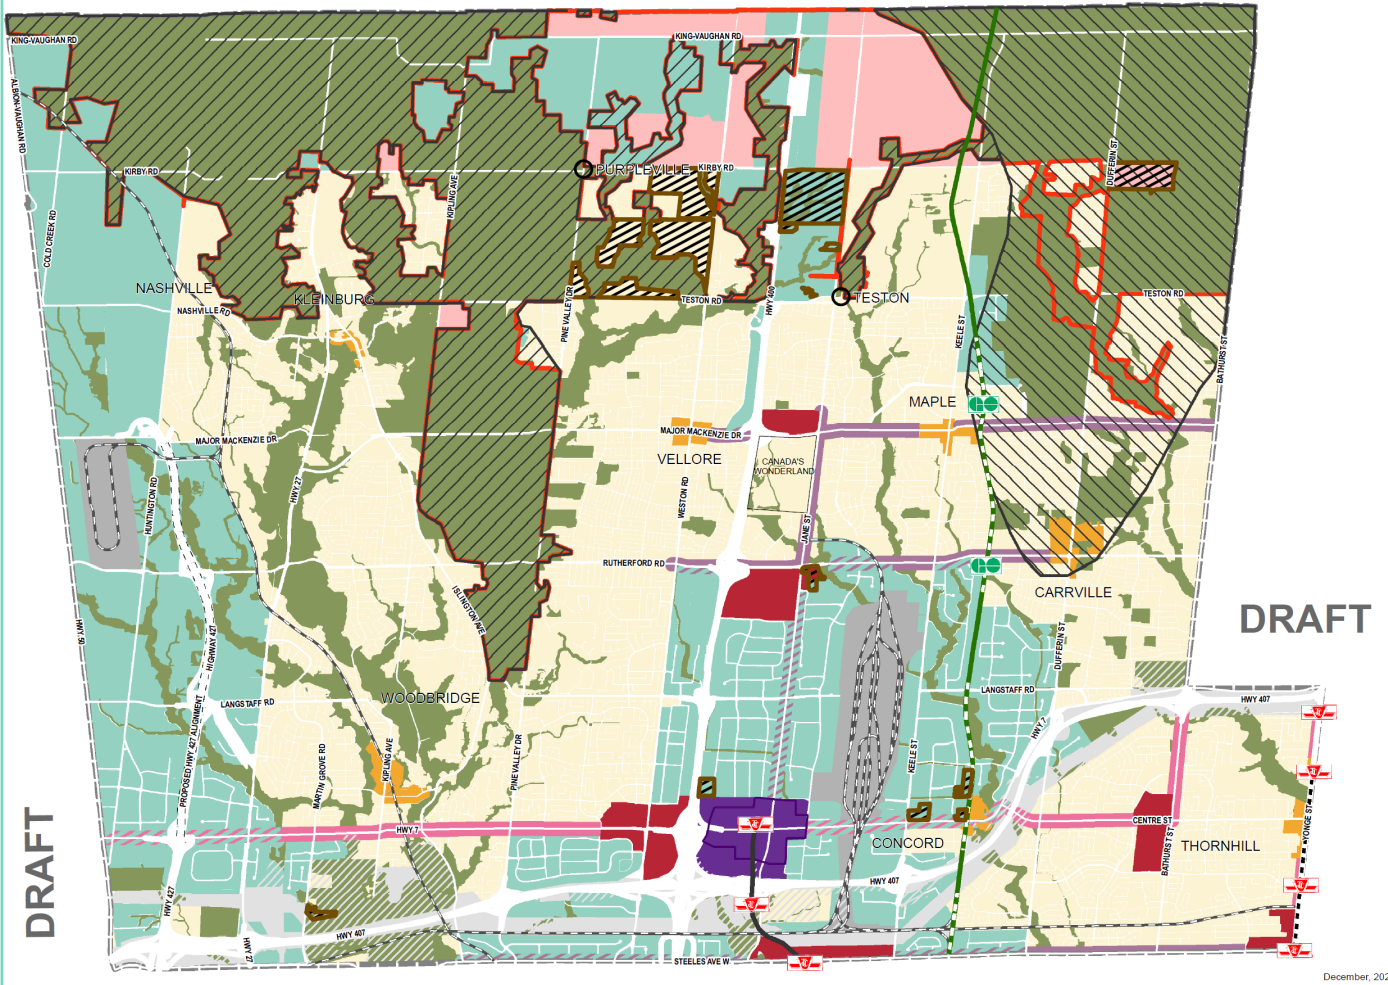 KING-VAUGHAN RD
KING-VAUGHAN RD
ALBION-VAUGHAN RD
KIRBY RD
PURPLEVILLE
KIRBY RD
DUFFERIN ST
COLD CREEK RD
KIPLING AVE
NASHVILLE
KLEINBURG
NASHVILLE RD
PINE VALLEY DR
TESTON RD
HWY 400
TESTON
KEELE ST
TESTON RD
BATHURST ST
MAPLE
MAJOR MACKENZIE DR
MAJOR MACKENZIE DR
VELLORE
CANADA'S
WONDERLAND
HUNTINGTON RD
HWY 27
WESTON RD
JANE ST
RUTHERFORD RD
CARRVILLE
HWY 50
HIGHWAY 427
ISLINGTON AVE
DUFFERIN ST
DRAFT
WOODBRIDGE
LANGSTAFF RD
LANGSTAFF RD
HWY 407
PROPOSED HWY 427 ALIGNMENT
MARTIN GROVE RD
KIPLING AVE
PINE VALLEY DR
KEELE ST
HWY 7
HWY 7
CENTRE ST
YONGE ST
CONCORD
BATHURST ST
THORNHILL
DRAFT
HWY 427
HWY 407
HWY 407
HWY 27
STEELES AVE W
December, 202